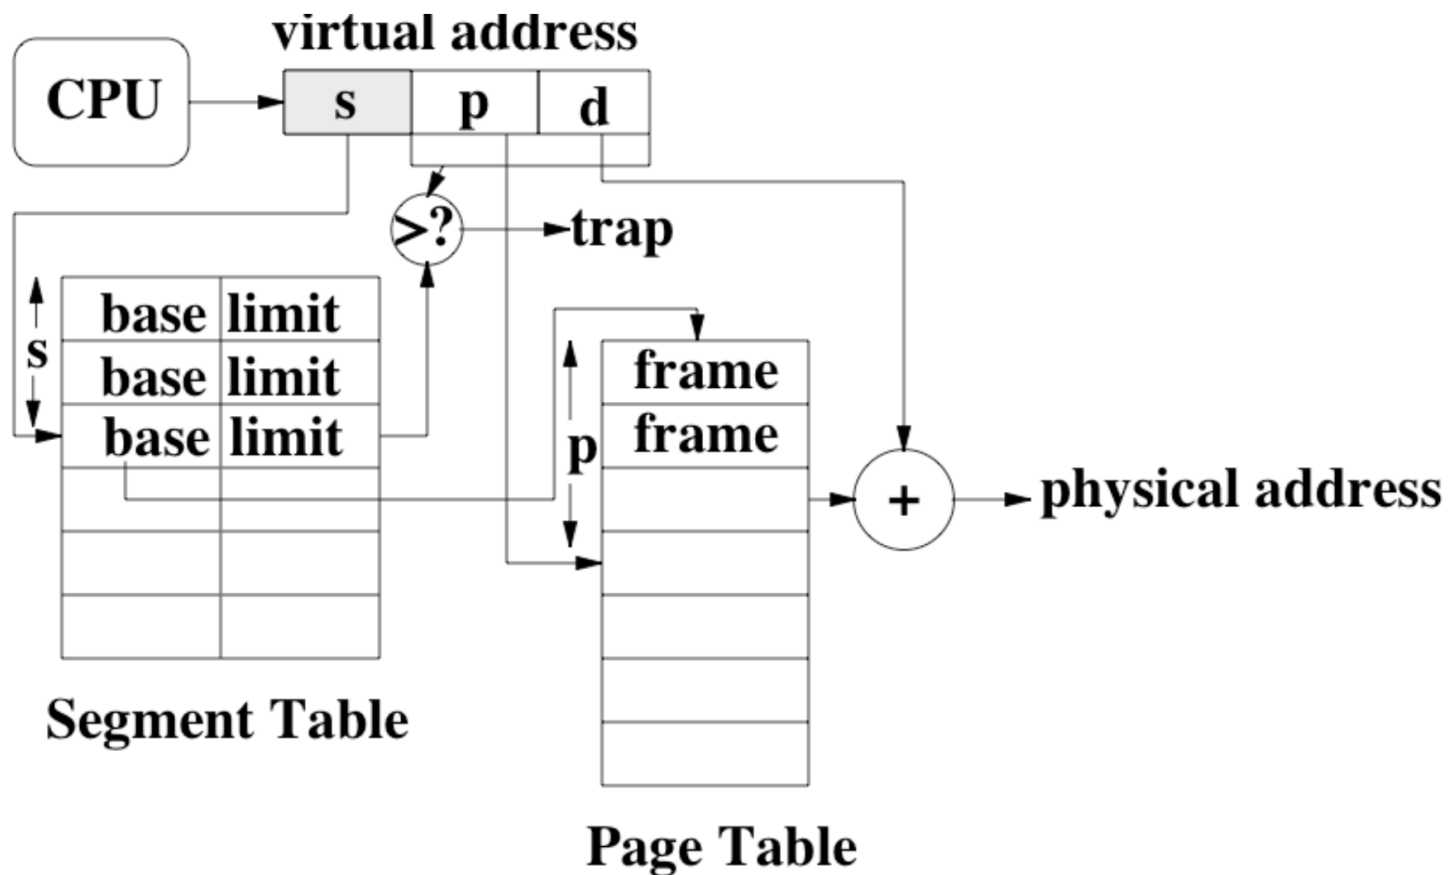 virtual address
CPU
s
p
d
>?
trap
s
base limit
base limit
base limit
frame
frame
p
+
physical address
Segment Table
Page Table